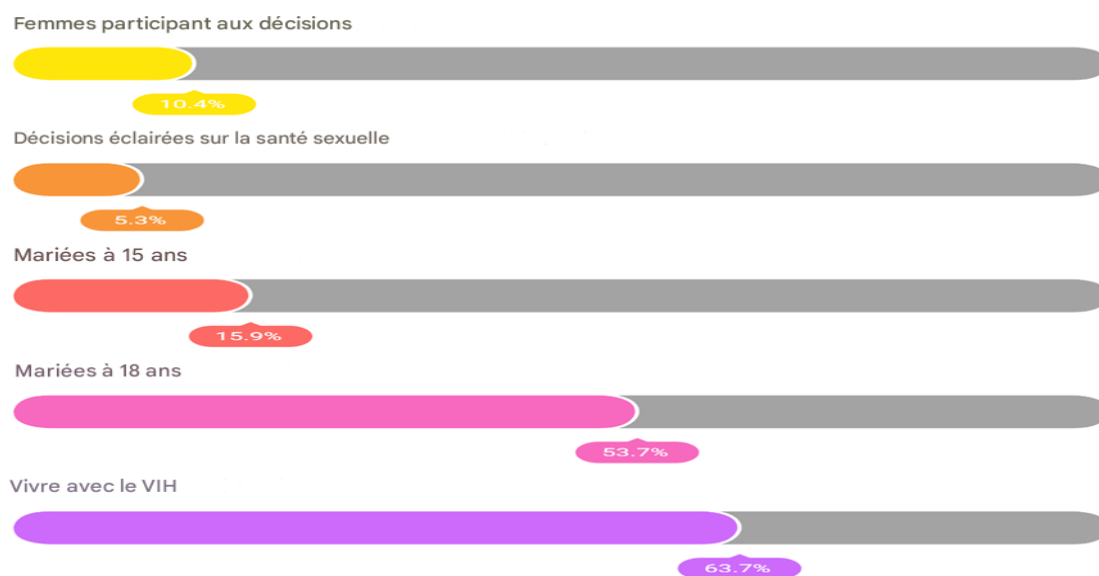 Femmes participant aux décisions
10.4%
Décisions éclairées sur la santé sexuelle
5.3%
Mariées à 15 ans
15.9%
Mariées à 18 ans
53.7%
Vivre avec le VIH
63.7%